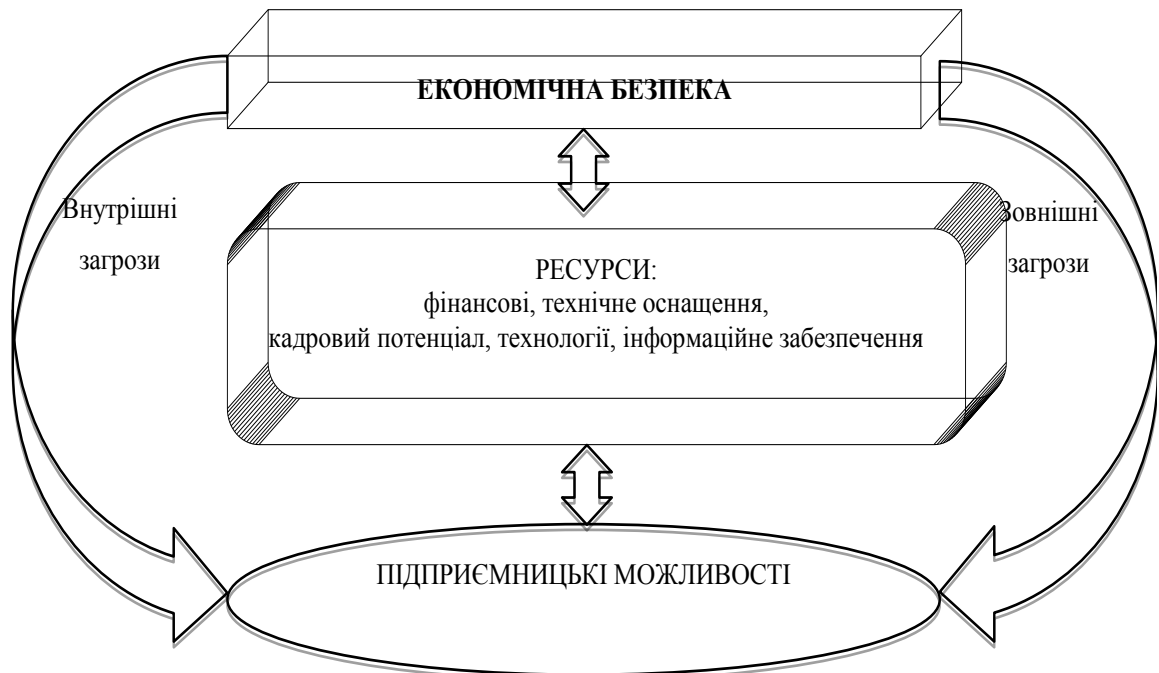 ЕКОНОМІЧНА БЕЗПЕКА
Внутрішні
загрози
Зовнішні
загрози
РЕСУРСИ:
фінансові, технічне оснащення,
кадровий потенціал, технології, інформаційне забезпечення
ПІДПРИЄМНИЦЬКІ МОЖЛИВОСТІ